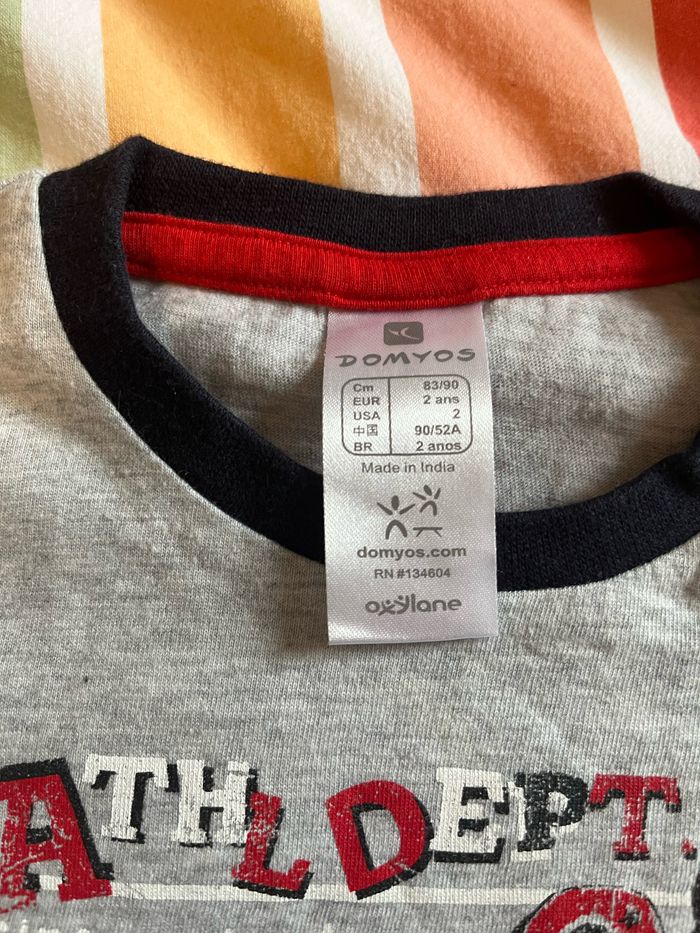 DOMYOS
Cm 83/90
EUR 2 ans
USA 2
中国 90/52A
BR 2 anos
Made in India
domyos.com
RN #134604
oxylane
ATHL DEPT.